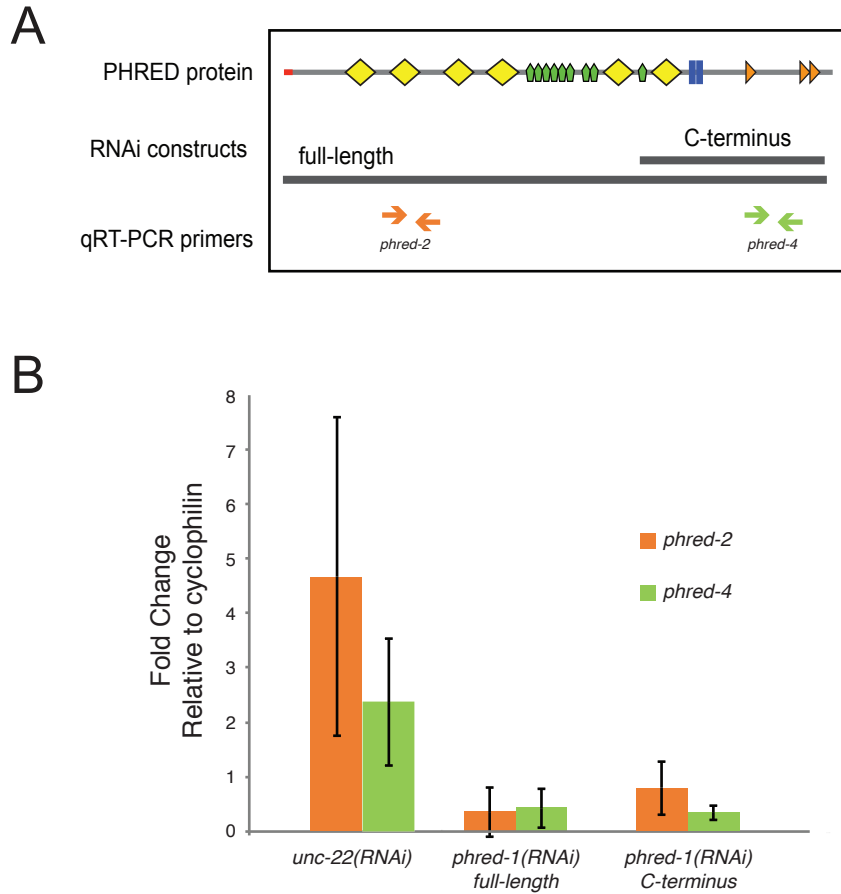 A
PHRED protein
RNAi constructs
full-length
C-terminus
qRT-PCR primers
phred-2
phred-4
B
Fold Change
Relative to cyclophilin
8
7
6
5
4
3
2
1
0
phred-2
phred-4
unc-22(RNAi)
phred-1(RNAi)
full-length
phred-1(RNAi)
C-terminus